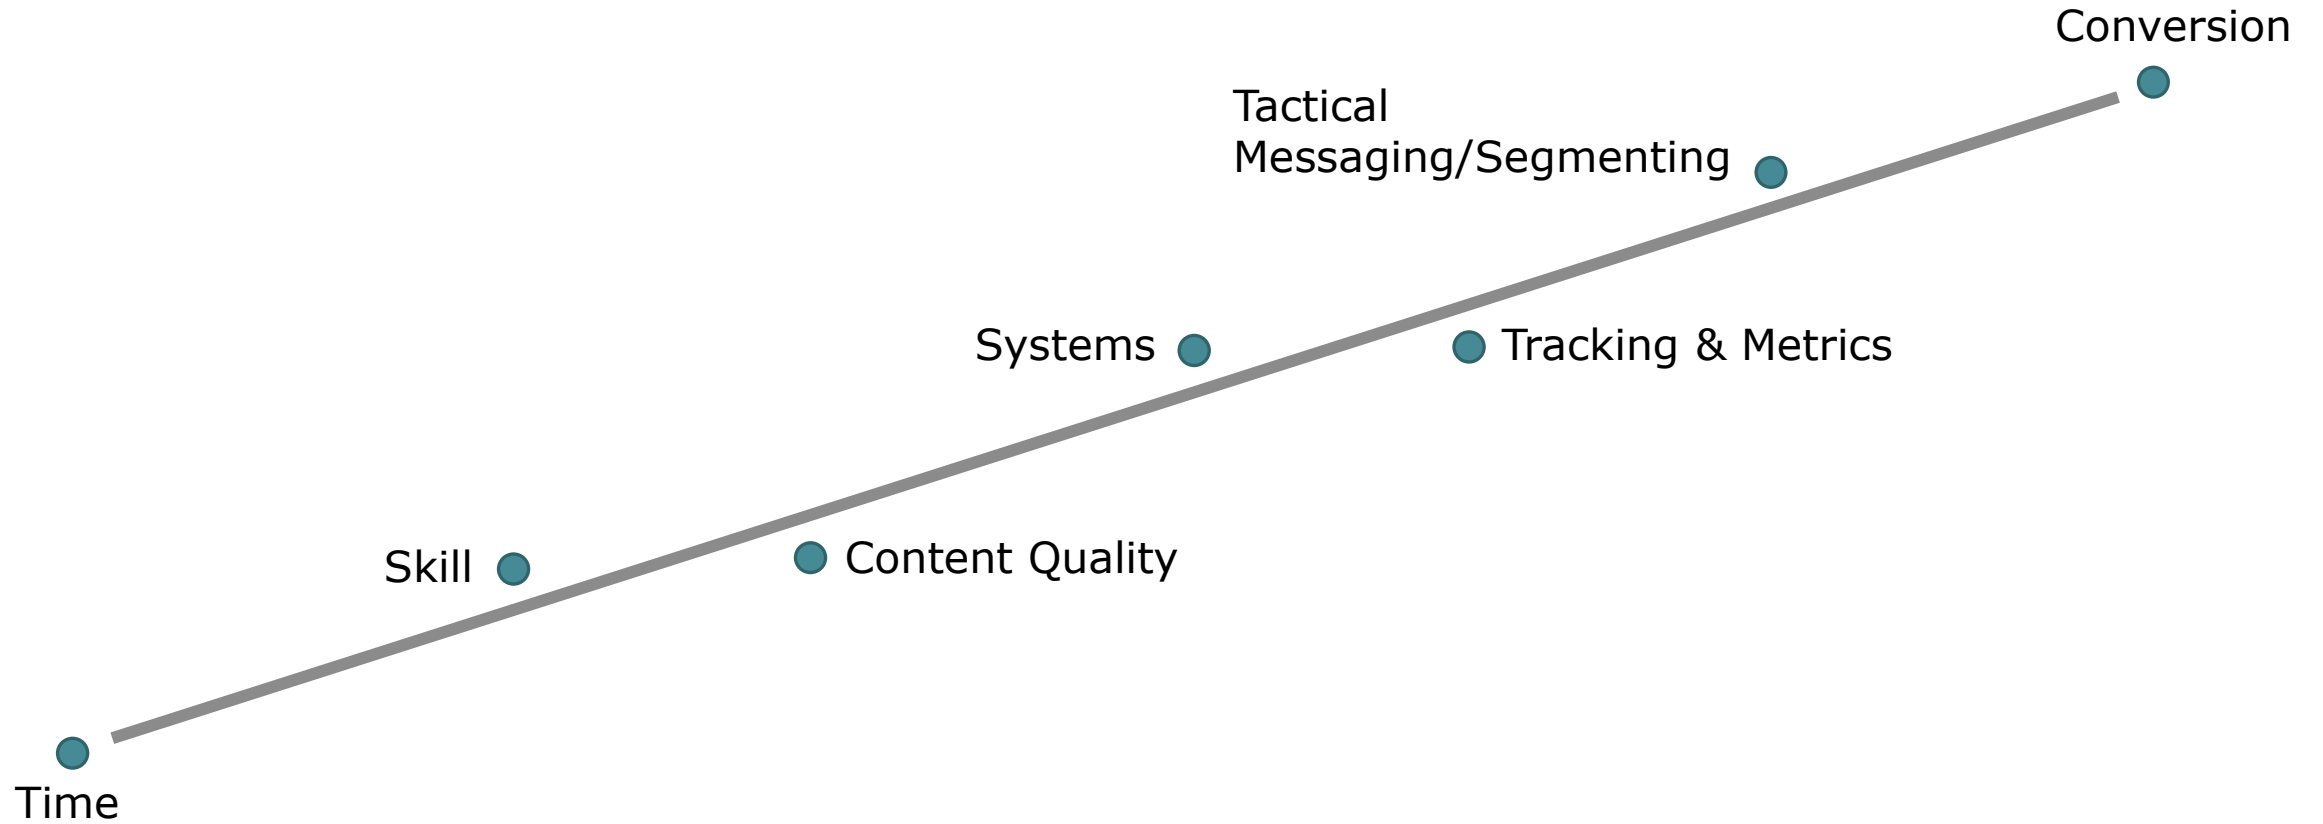 Conversion
Tactical
Messaging/Segmenting
Systems
Tracking & Metrics
Skill
Content Quality
Time